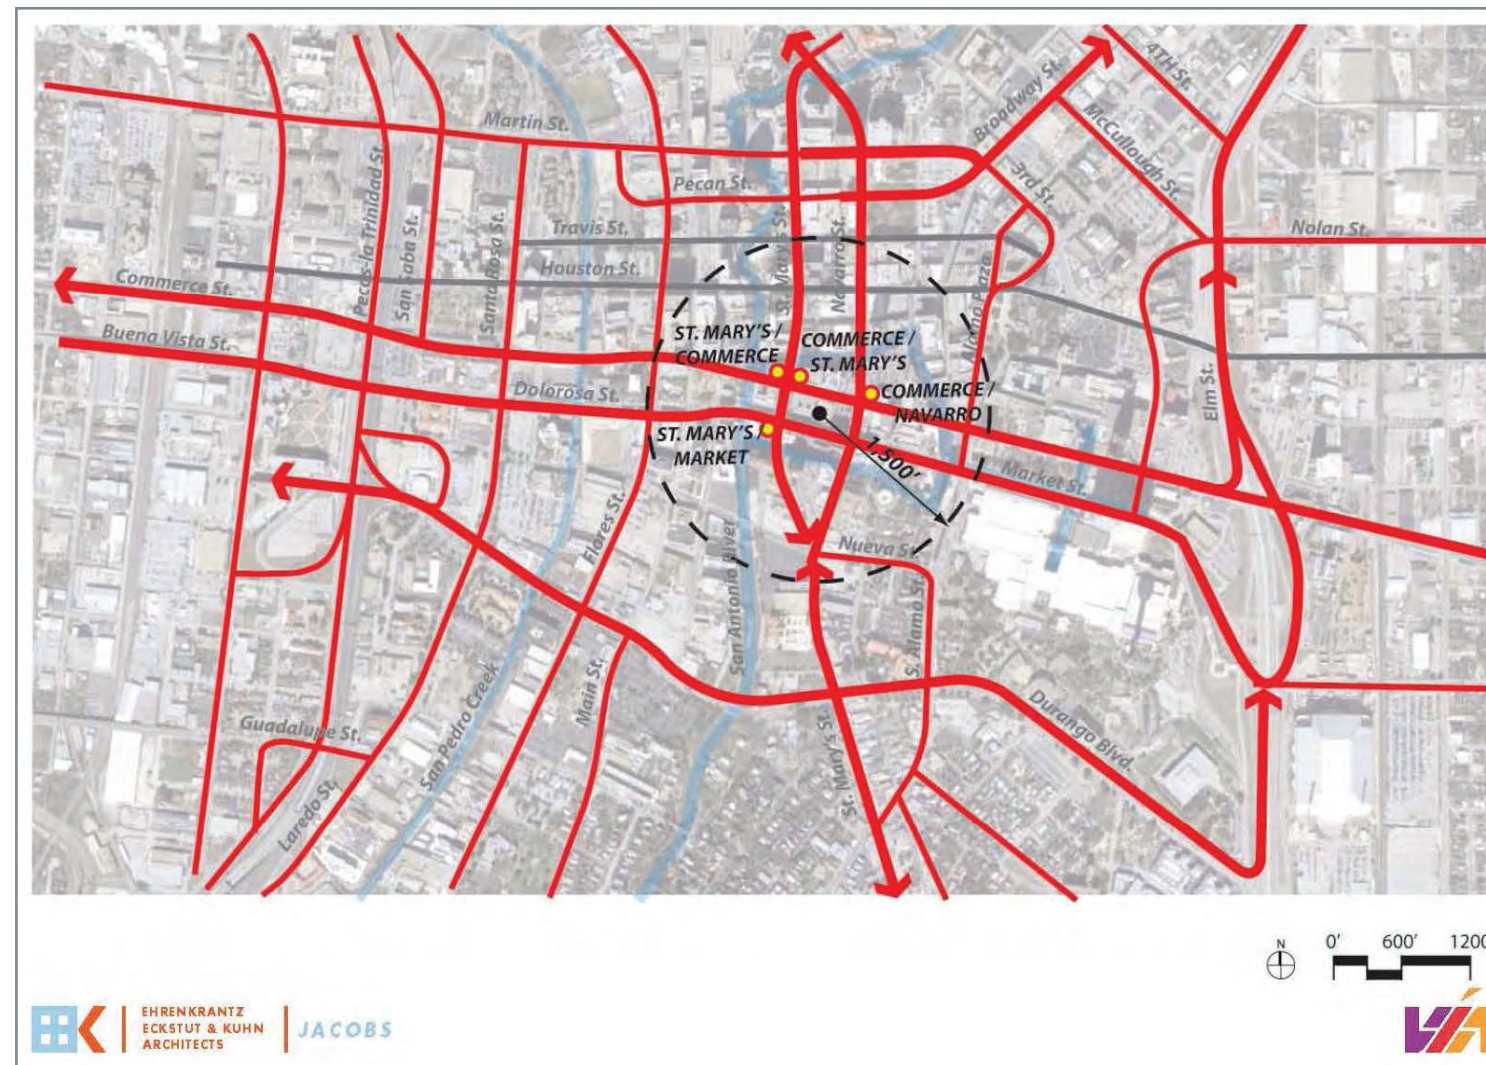 4TH St.
Broadway St.
McCullough St.
Martin St.
3rd St.
Pecan St.
Pecos-la Trinidad St.
San Saba St.
Santa Rosa St.
Travis St.
St. Mary's St.
Navarro St.
Nolan St.
Houston St.
Commerce St.
Alamo Plaza
Buena Vista St.
ST. MARY'S /
COMMERCE
COMMERCE /
ST. MARY'S
Dolorosa St.
COMMERCE /
NAVARRO
Elm St.
ST. MARY'S /
MARKET
1,500'
Market St.
Flores St.
San Antonio River
Nueva St.
S. Alamo St.
Main St.
San Pedro Creek
Durango Blvd.
Guadalupe St.
St. Mary's St.
Laredo St.
N
0' 600' 1200
EHRENKRANTZ
ECKSTUT & KUHN
ARCHITECTS
JACOBS
VIA